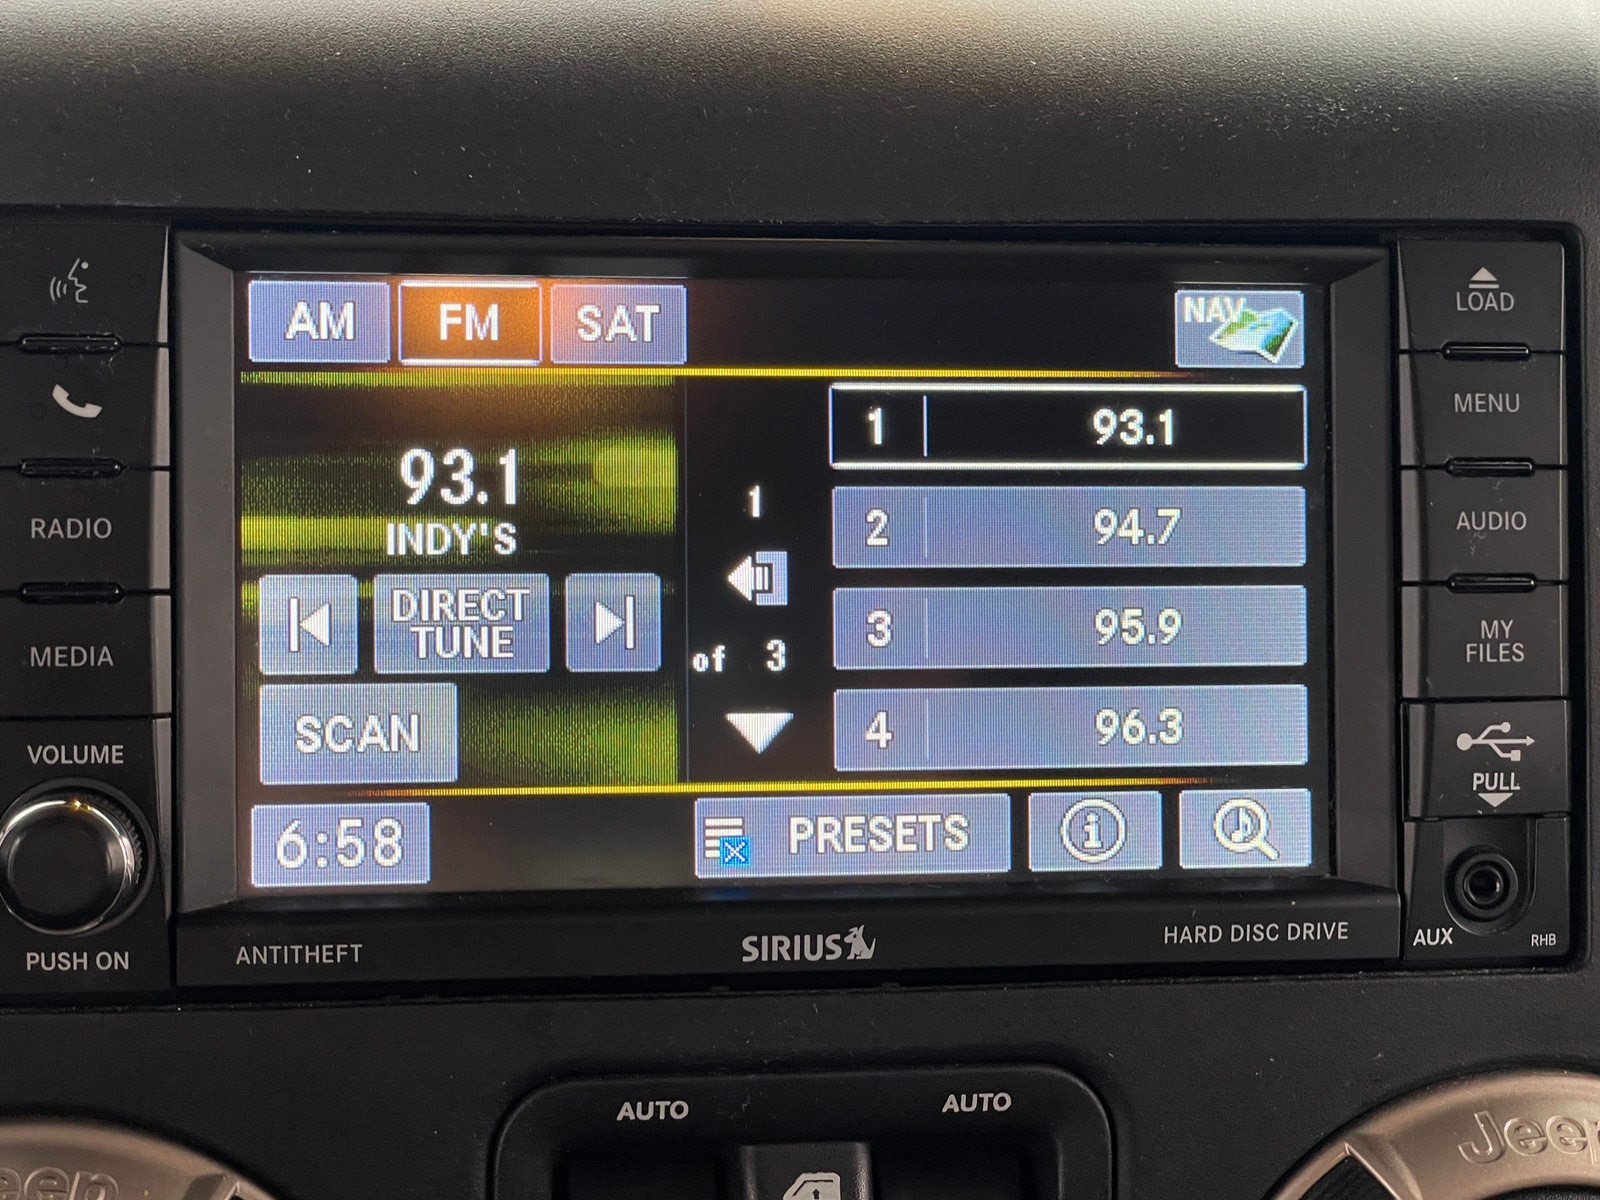 AM
FM
SAT
NAV
LOAD
MENU
RADIO
AUDIO
MEDIA
MY
FILES
VOLUME
PULL
93.1
INDY'S
DIRECT
TUNE
SCAN
1
of 3
1 93.1
2 94.7
3 95.9
4 96.3
6:58
PRESETS
PUSH ON
ANTITHEFT
SIRIUS
HARD DISC DRIVE
AUX
RHB
AUTO
AUTO
Jeep